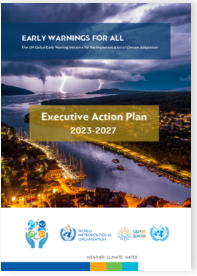 EARLY WARNINGS FOR ALL
The UN Global Early Warning Initiative for the Implementation of Climate Adaptation
Executive Action Plan
2023-2027
WORLD
METEOROLOGICAL
ORGANIZATION
WEATHER CLIMATE WATER